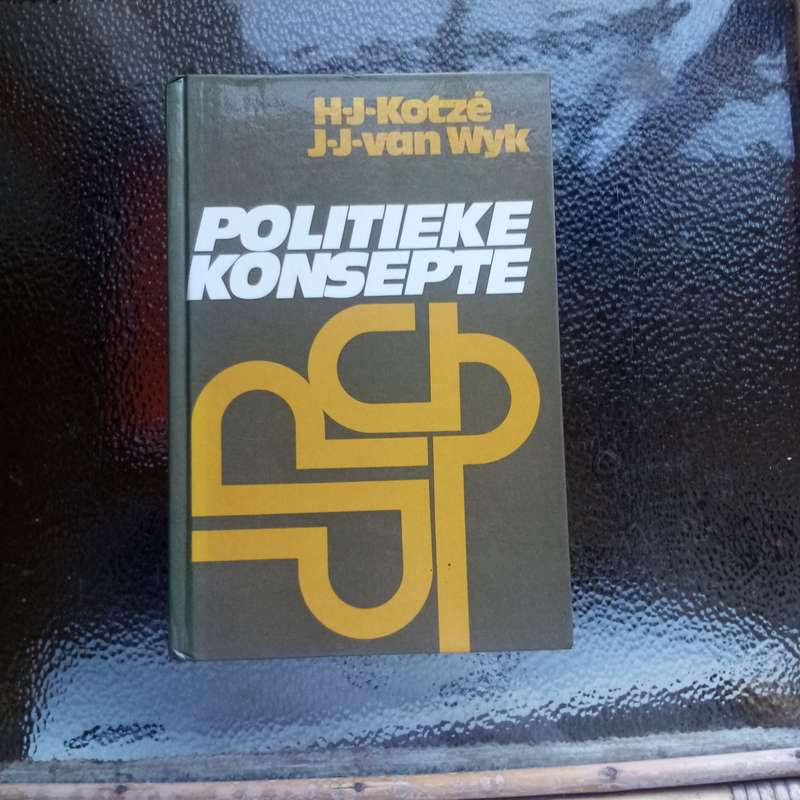 H·J·Kotzé
J·J·van Wyk
POLITIEKE
KONSEPTE